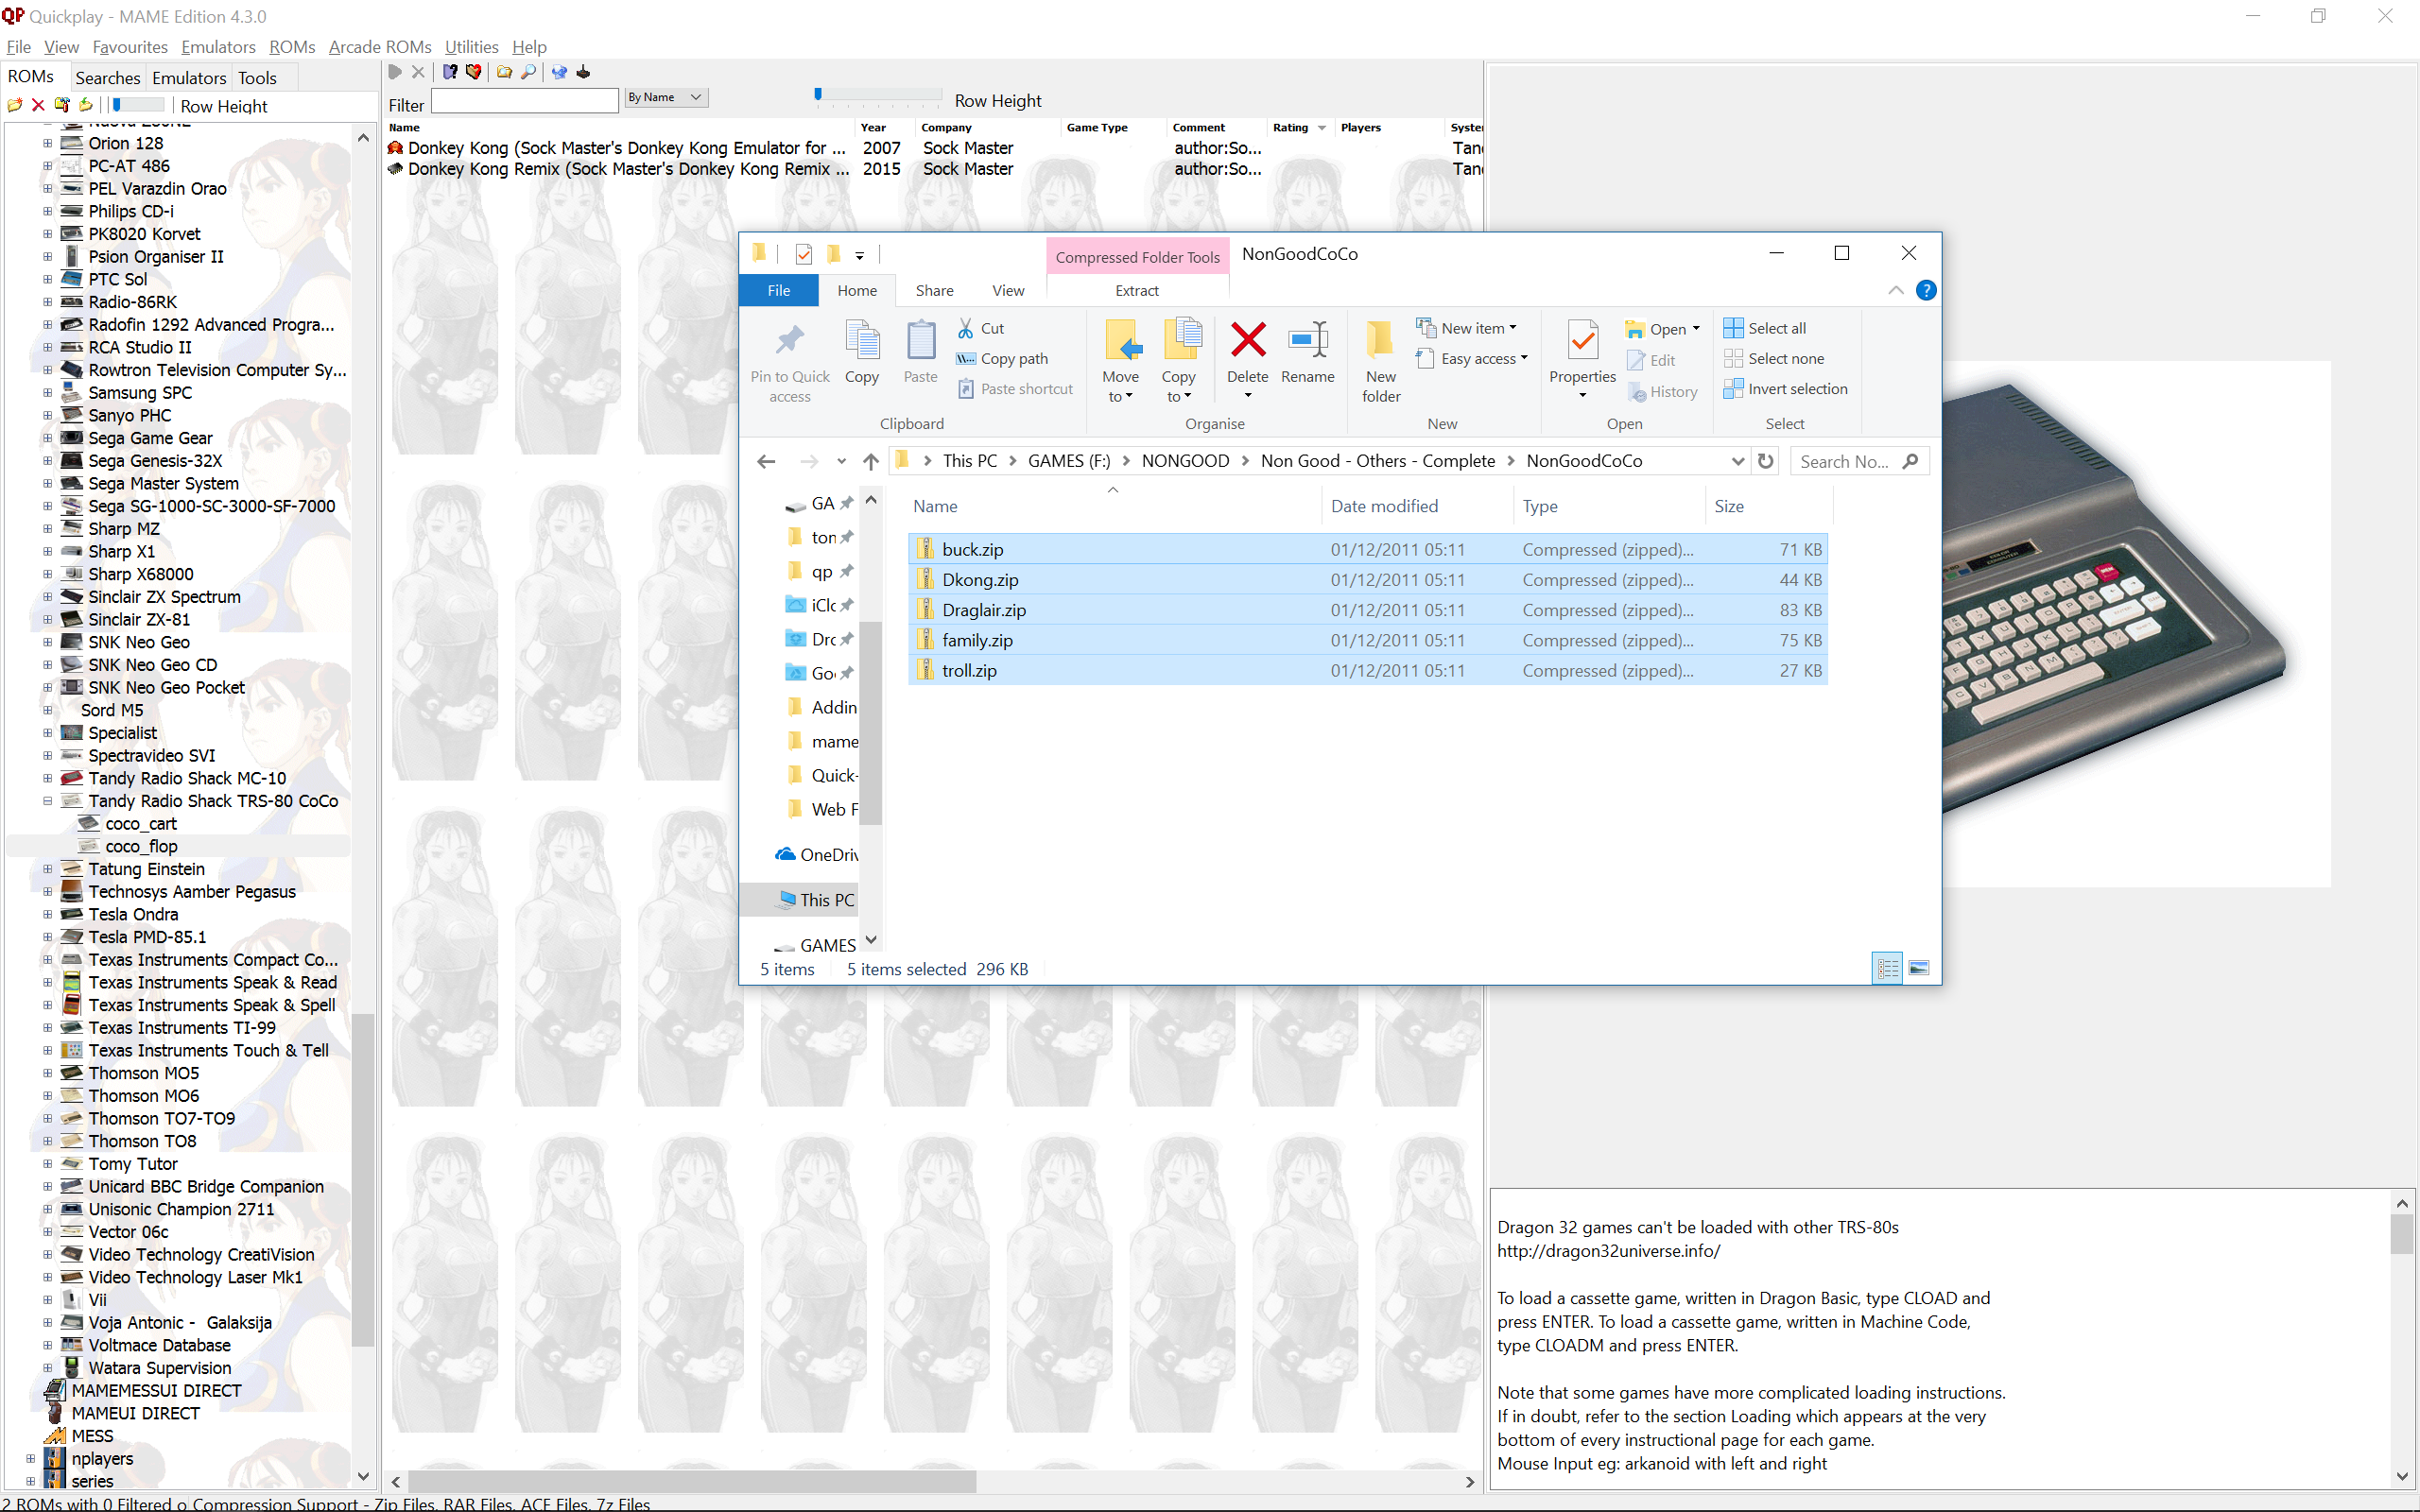 QP Quickplay - MAME Edition 4.3.0
File View Favourites Emulators ROMs Arcade ROMs Utilities Help
ROMs Searches Emulators Tools
Row Height
Orion 128
PC-AT 486
PEL Varazdin Orao
Philips CD-i
PK8020 Korvet
Psion Organiser II
PTC Sol
Radio-86RK
Radofin 1292 Advanced Progra...
RCA Studio II
Rowtron Television Computer Sy...
Samsung SPC
Sanyo PHC
Sega Game Gear
Sega Genesis-32X
Sega Master System
Sega SG-1000-SC-3000-SF-7000
Sharp MZ
Sharp X1
Sharp X68000
Sinclair ZX Spectrum
Sinclair ZX-81
SNK Neo Geo
SNK Neo Geo CD
SNK Neo Geo Pocket
Sord M5
Specialist
Spectravideo SVI
Tandy Radio Shack MC-10
Tandy Radio Shack TRS-80 CoCo
coco_cart
coco_flop
Tatung Einstein
Technosys Aamber Pegasus
Tesla Ondra
Tesla PMD-85.1
Texas Instruments Compact Co...
Texas Instruments Speak & Read
Texas Instruments Speak & Spell
Texas Instruments TI-99
Texas Instruments Touch & Tell
Thomson MO5
Thomson MO6
Thomson TO7-TO9
Thomson TO8
Tomy Tutor
Unicard BBC Bridge Companion
Unisonic Champion 2711
Vector 06c
Video Technology CreatiVision
Video Technology Laser Mk1
Vii
Voja Antonic - Galaksija
Voltmace Database
Watara Supervision
MAMEMESSUI DIRECT
MAMEUI DIRECT
MESS
nplayers
series
2 ROMs with 0 Filtered o Compression Support - Zip Files, RAR Files, ACE Files, 7z Files
Filter By Name Row Height
Name Year Company Game Type Comment Rating Players System
Donkey Kong (Sock Master's Donkey Kong Emulator for ... 2007 Sock Master author:So... Tan
Donkey Kong Remix (Sock Master's Donkey Kong Remix ... 2015 Sock Master author:So... Tan
Compressed Folder Tools NonGoodCoCo
File Home Share View Extract
Pin to Quick access
Copy
Paste
Cut
Copy path
Paste shortcut
Clipboard
Move to
Copy to
Delete
Rename
Organise
New folder
New item
Easy access
New
Properties
Open
Edit
History
Open
Select all
Select none
Invert selection
Select
This PC > GAMES (F:) > NONGOOD > Non Good - Others - Complete > NonGoodCoCo
Search No...
GA
ton
qp
iClc
Drc
Go
Addin
mame
Quick-
Web F
OneDriv
This PC
GAMES
Name Date modified Type Size
buck.zip 01/12/2011 05:11 Compressed (zipped)... 71 KB
Dkong.zip 01/12/2011 05:11 Compressed (zipped)... 44 KB
Draglair.zip 01/12/2011 05:11 Compressed (zipped)... 83 KB
family.zip 01/12/2011 05:11 Compressed (zipped)... 75 KB
troll.zip 01/12/2011 05:11 Compressed (zipped)... 27 KB
5 items 5 items selected 296 KB
Dragon 32 games can't be loaded with other TRS-80s
http://dragon32universe.info/
To load a cassette game, written in Dragon Basic, type CLOAD and
press ENTER. To load a cassette game, written in Machine Code,
type CLOADM and press ENTER.
Note that some games have more complicated loading instructions.
If in doubt, refer to the section Loading which appears at the very
bottom of every instructional page for each game.
Mouse Input eg: arkanoid with left and right